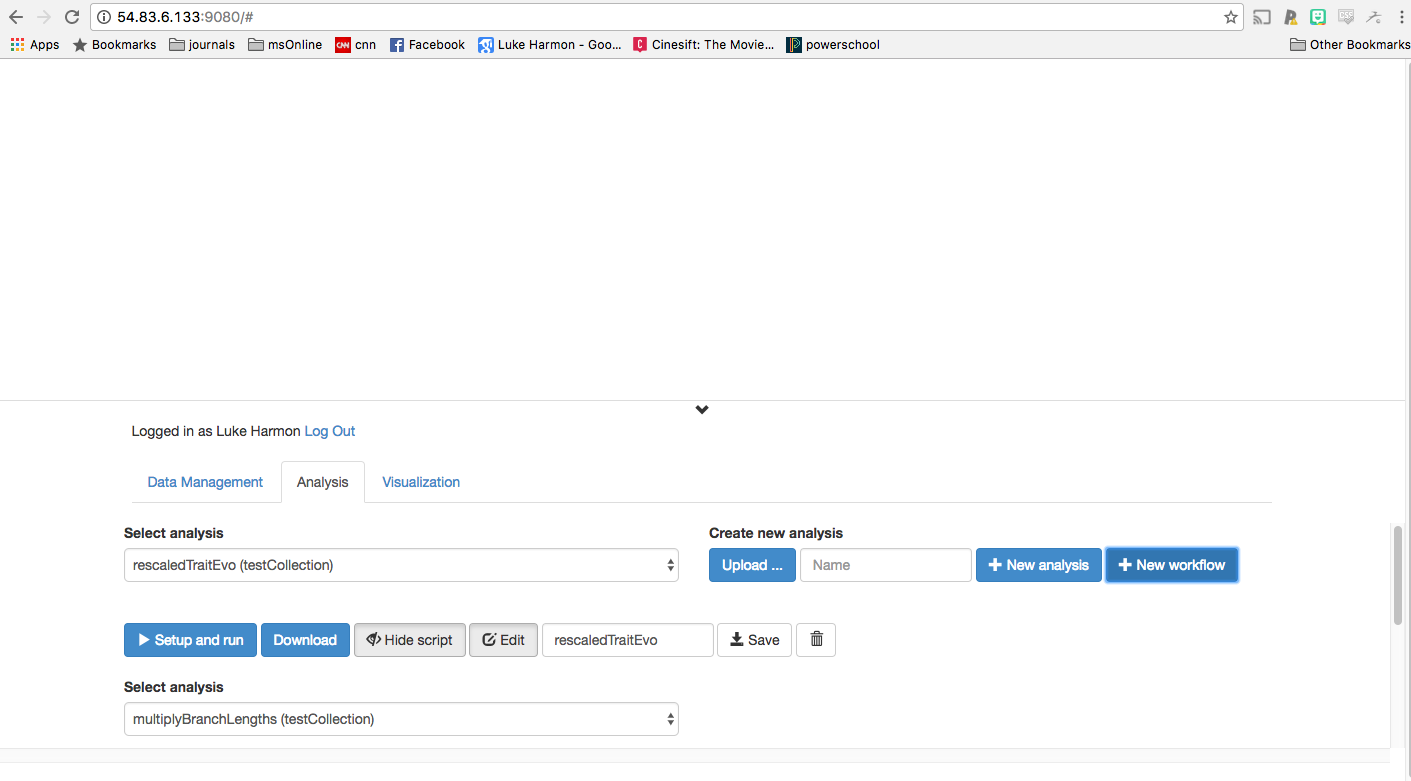 54.83.6.133:9080/#
Apps Bookmarks journals msOnline CNN cnn Facebook Luke Harmon - Goo... Cinesift: The Movie... powerschool Other Bookmarks
Logged in as Luke Harmon Log Out
Data Management Analysis Visualization
Select analysis Create new analysis
rescaledTraitEvo (testCollection) Upload ... Name New analysis New workflow
Setup and run Download Hide script Edit rescaledTraitEvo Save
Select analysis
multiplyBranchLengths (testCollection)